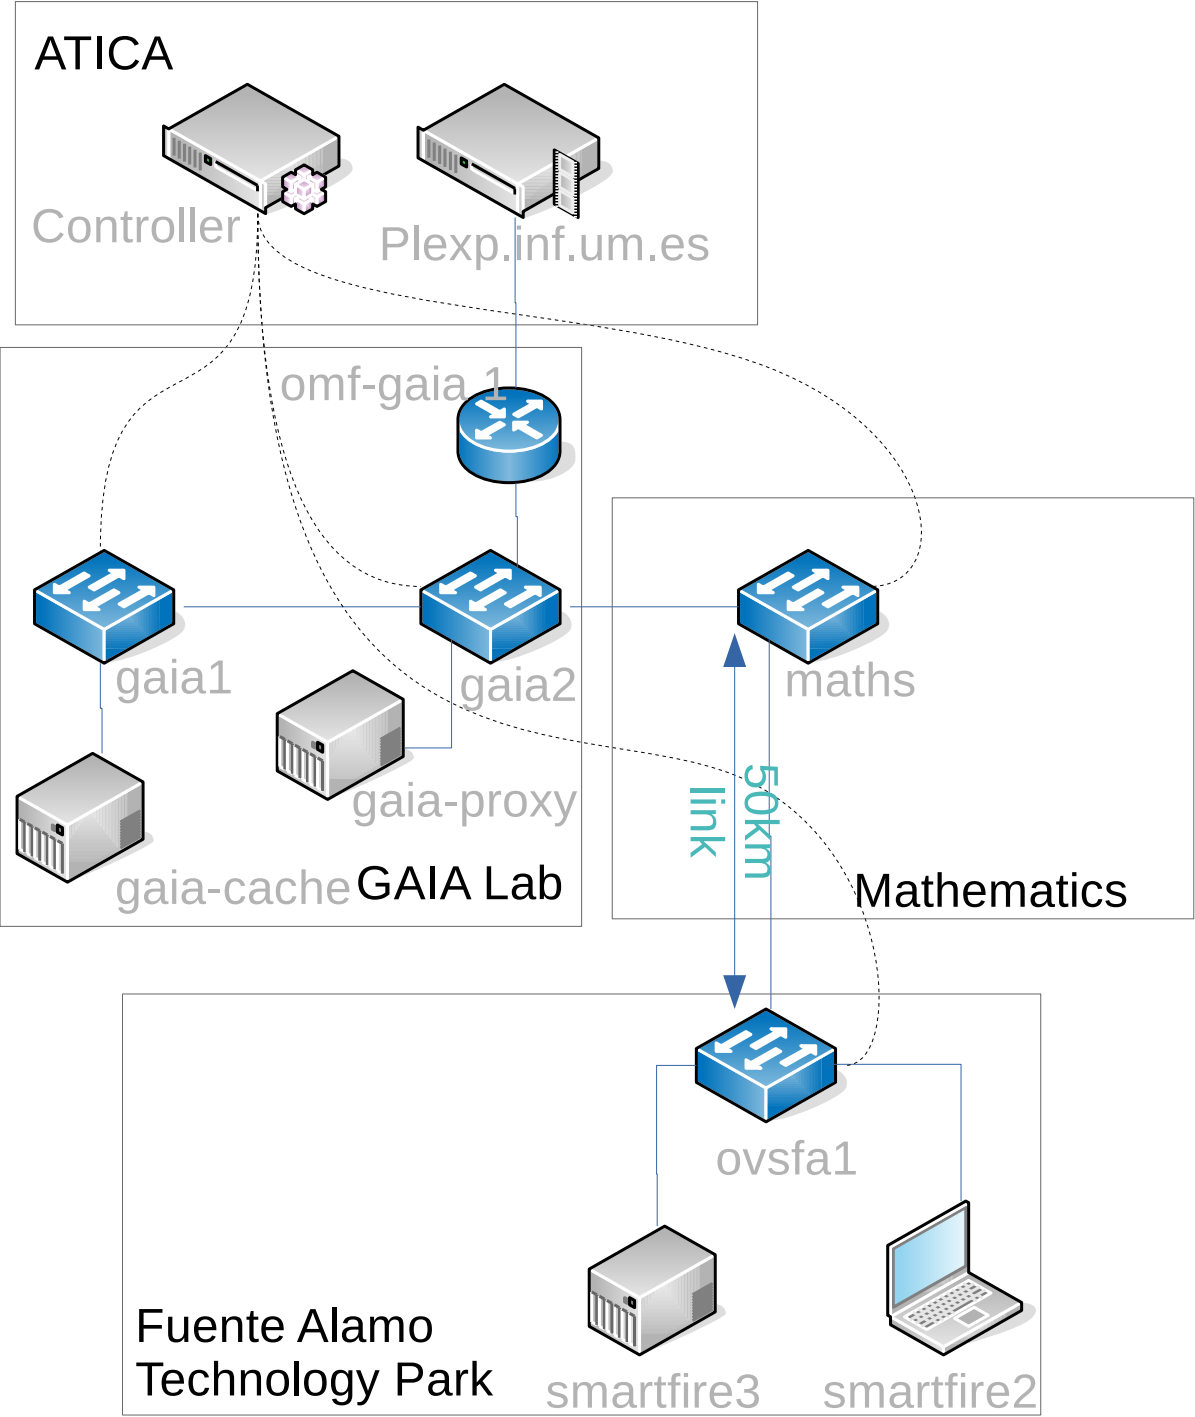 ATICA
Controller
Plexp.inf.um.es
omf-gaia 1
gaia1
gaia2
maths
gaia-proxy
50km
link
gaia-cache
GAIA Lab
Mathematics
ovsfa1
Fuente Alamo
Technology Park
smartfire3
smartfire2